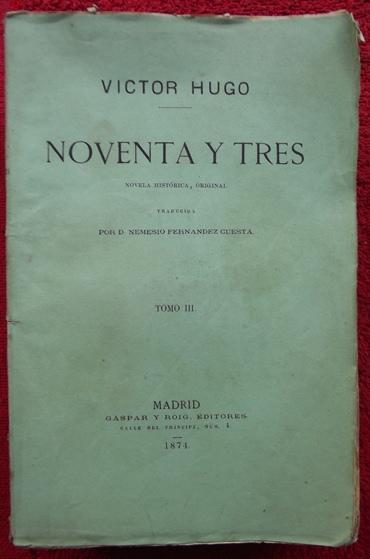 VICTOR HUGO
NOVENTA Y TRES
NOVELA HISTÓRICA, ORIGINAL
TRADUCIDA
POR D. NEMESIO FERNANDEZ CUESTA.
TOMO III.
MADRID
GASPAR Y ROIG, EDITORES
CALLE DEL PRINCIPE, NÚM. 4.
1874.